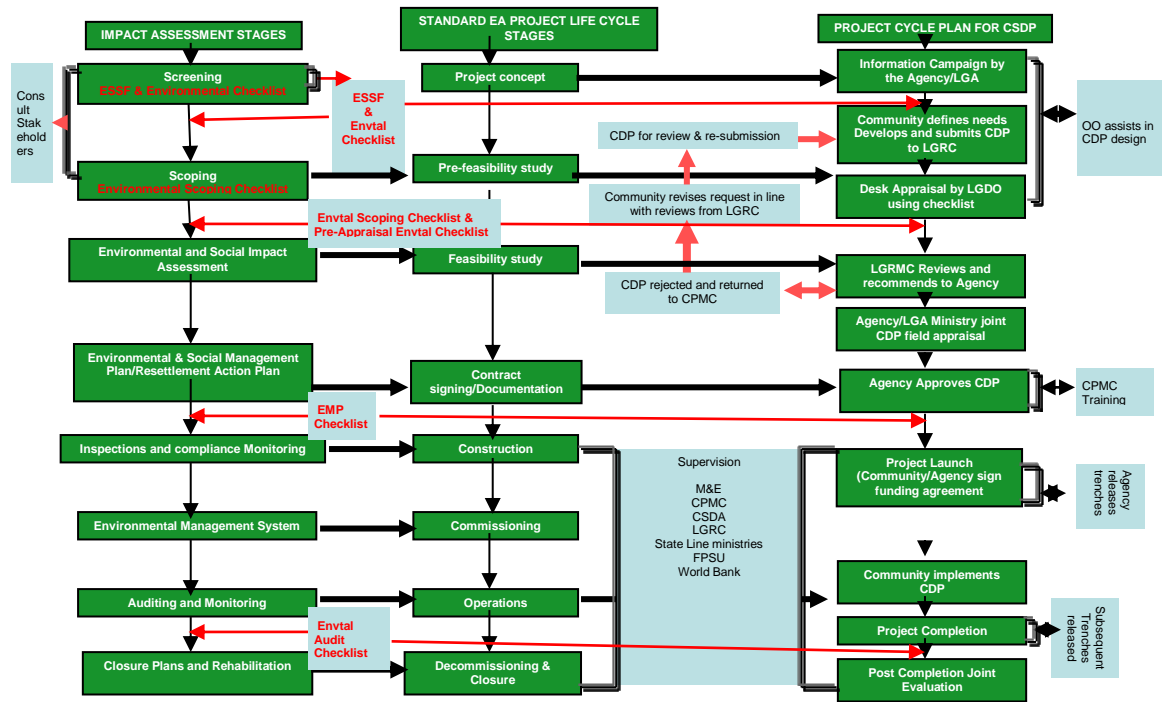 IMPACT ASSESSMENT STAGES
STANDARD EA PROJECT LIFE CYCLE
STAGES
PROJECT CYCLE PLAN FOR CSDP
Cons
ult
Stak
ehold
ers
Screening
ESSF & Environmental Checklist
ESSF
&
Envtal
Checklist
Project concept
Information Campaign by
the Agency/LGA
CDP for review & re-submission
Community defines needs
Develops and submits CDP
to LGRC
OO assists in
CDP design
Scoping
Environmental Scoping Checklist
Pre-feasibility study
Desk Appraisal by LGDO
using checklist
Community revises request in line
with reviews from LGRC
Envtal Scoping Checklist &
Pre-Appraisal Envtal Checklist
Environmental and Social Impact
Assessment
Feasibility study
LGRMC Reviews and
recommends to Agency
CDP rejected and returned
to CPMC
Agency/LGA Ministry joint
CDP field appraisal
Environmental & Social Management
Plan/Resettlement Action Plan
Contract
signing/Documentation
Agency Approves CDP
CPMC
Training
EMP
Checklist
Inspections and compliance Monitoring
Construction
Supervision
M&E
CPMC
CSDA
LGRC
State Line ministries
FPSU
World Bank
Project Launch
(Community/Agency sign
funding agreement
Agency
releases
trenches
Environmental Management System
Commissioning
Community implements
CDP
Auditing and Monitoring
Operations
Project Completion
Subsequent
Trenches
released
Envtal
Audit
Checklist
Closure Plans and Rehabilitation
Decommissioning &
Closure
Post Completion Joint
Evaluation